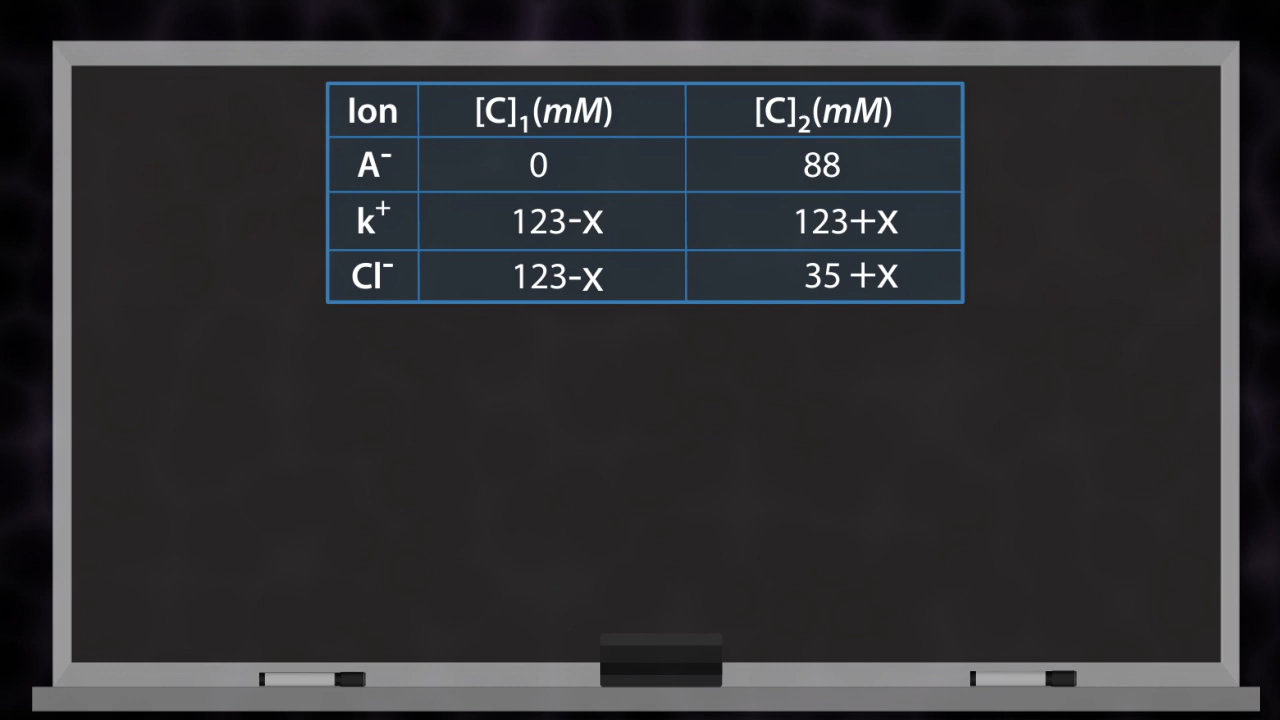 Ion [C]₁(mM) [C]₂(mM)
A⁻ 0 88
k⁺ 123-X 123+X
Cl⁻ 123-X 35 +X